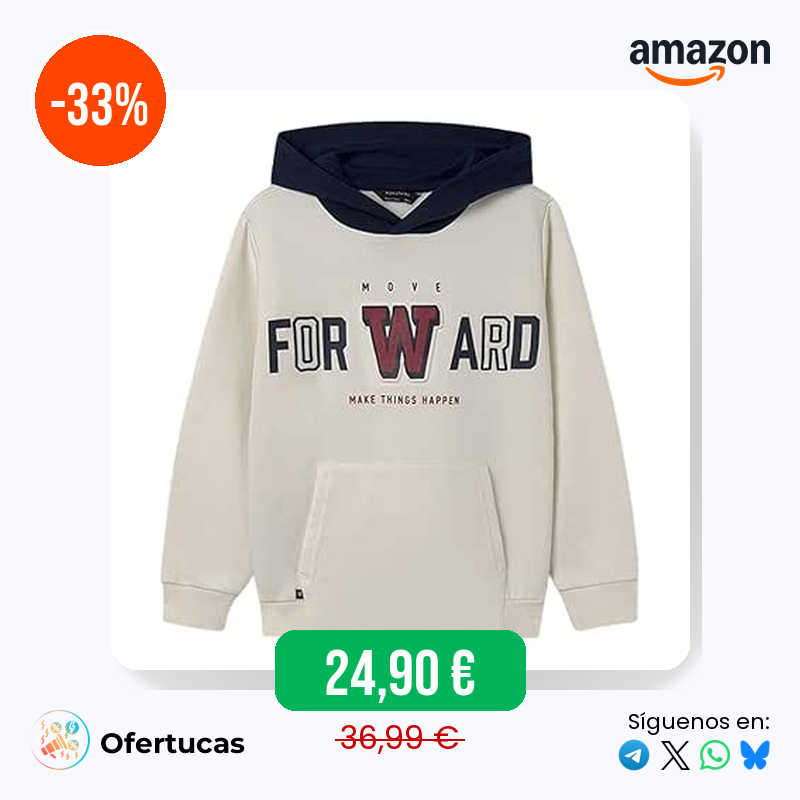 -33%
amazon
MOVE
FORWARD
MAKE THINGS HAPPEN
24,90 €
36,99 €
Ofertucas
Síguenos en: